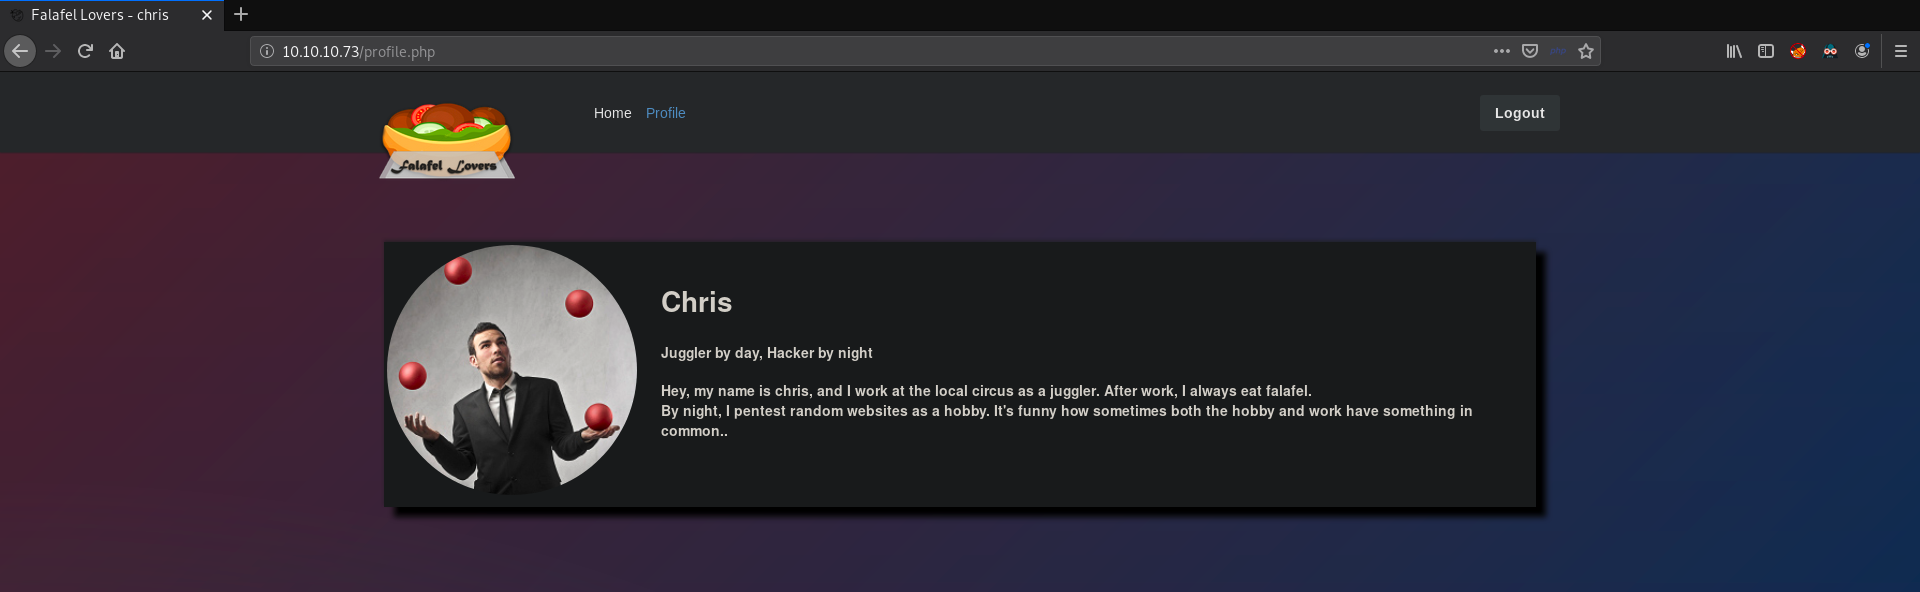 Falafel Lovers - chris
10.10.10.73/profile.php
Home Profile Logout
Falafel Lovers
Chris
Juggler by day, Hacker by night
Hey, my name is chris, and I work at the local circus as a juggler. After work, I always eat falafel.
By night, I pentest random websites as a hobby. It's funny how sometimes both the hobby and work have something in
common..